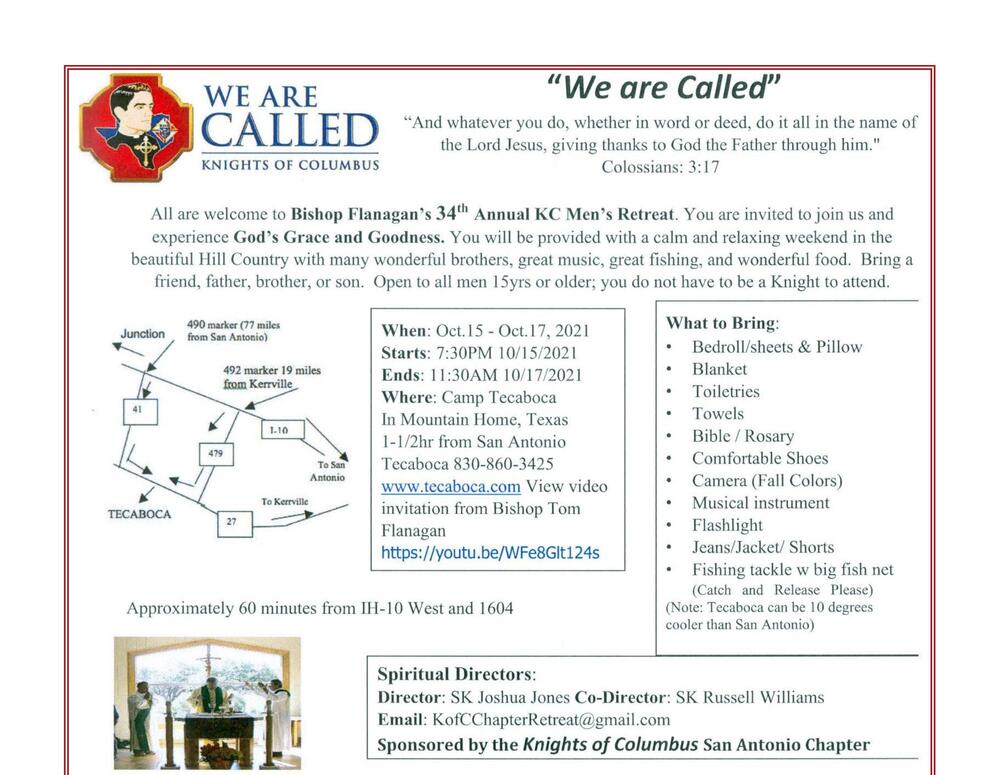 WE ARE
CALLED
KNIGHTS OF COLUMBUS
“We are Called”
“And whatever you do, whether in word or deed, do it all in the name of
the Lord Jesus, giving thanks to God the Father through him."
Colossians: 3:17
All are welcome to Bishop Flanagan’s 34th Annual KC Men’s Retreat. You are invited to join us and
experience God’s Grace and Goodness. You will be provided with a calm and relaxing weekend in the
beautiful Hill Country with many wonderful brothers, great music, great fishing, and wonderful food. Bring a
friend, father, brother, or son. Open to all men 15yrs or older; you do not have to be a Knight to attend.
Junction
490 marker (77 miles
from San Antonio)
492 marker 19 miles
from Kerrville
41
I-10
479
To San
Antonio
TECABOCA
To Kerrville
27
When: Oct.15 - Oct.17, 2021
Starts: 7:30PM 10/15/2021
Ends: 11:30AM 10/17/2021
Where: Camp Tecaboca
In Mountain Home, Texas
1-1/2hr from San Antonio
Tecaboca 830-860-3425
www.tecaboca.com View video
invitation from Bishop Tom
Flanagan
https://youtu.be/WFe8Glt124s
What to Bring:
• Bedroll/sheets & Pillow
• Blanket
• Toiletries
• Towels
• Bible / Rosary
• Comfortable Shoes
• Camera (Fall Colors)
• Musical instrument
• Flashlight
• Jeans/Jacket/ Shorts
• Fishing tackle w big fish net
(Catch and Release Please)
(Note: Tecaboca can be 10 degrees
cooler than San Antonio)
Approximately 60 minutes from IH-10 West and 1604
Spiritual Directors:
Director: SK Joshua Jones Co-Director: SK Russell Williams
Email: KofCChapterRetreat@gmail.com
Sponsored by the Knights of Columbus San Antonio Chapter